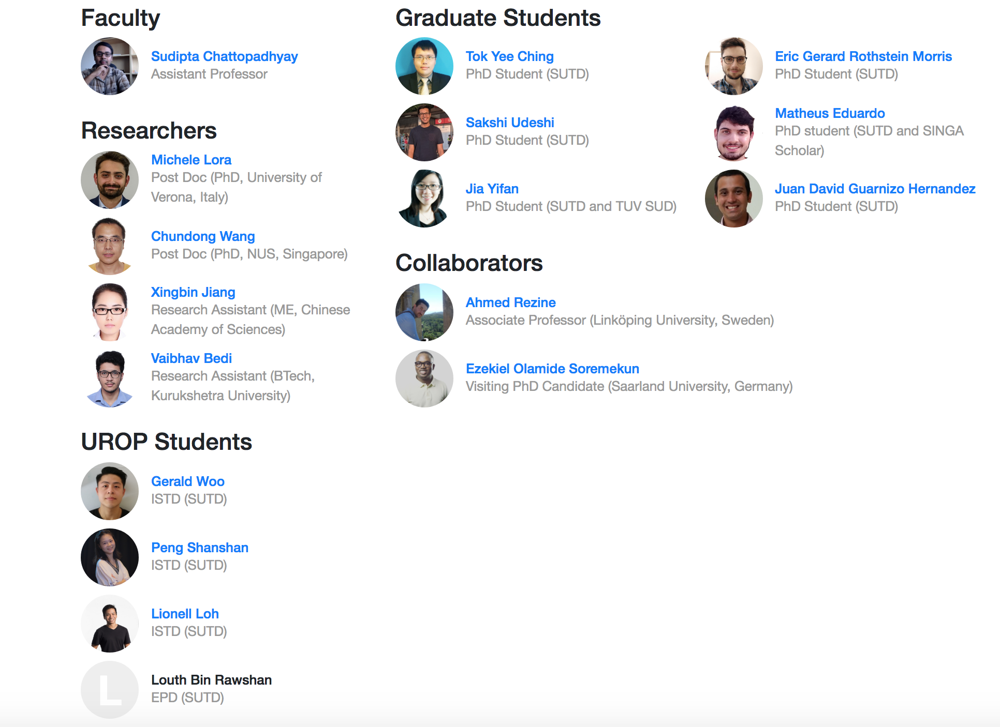 Faculty
Sudipta Chattopadhyay
Assistant Professor
Researchers
Michele Lora
Post Doc (PhD, University of
Verona, Italy)
Chundong Wang
Post Doc (PhD, NUS, Singapore)
Xingbin Jiang
Research Assistant (ME, Chinese
Academy of Sciences)
Vaibhav Bedi
Research Assistant (BTech,
Kurukshetra University)
UROP Students
Gerald Woo
ISTD (SUTD)
Peng Shanshan
ISTD (SUTD)
Lionell Loh
ISTD (SUTD)
L
Louth Bin Rawshan
EPD (SUTD)
Graduate Students
Tok Yee Ching
PhD Student (SUTD)
Sakshi Udeshi
PhD Student (SUTD)
Jia Yifan
PhD Student (SUTD and TUV SUD)
Eric Gerard Rothstein Morris
PhD Student (SUTD)
Matheus Eduardo
PhD student (SUTD and SINGA
Scholar)
Juan David Guarnizo Hernandez
PhD Student (SUTD)
Collaborators
Ahmed Rezine
Associate Professor (Linköping University, Sweden)
Ezekiel Olamide Soremekun
Visiting PhD Candidate (Saarland University, Germany)